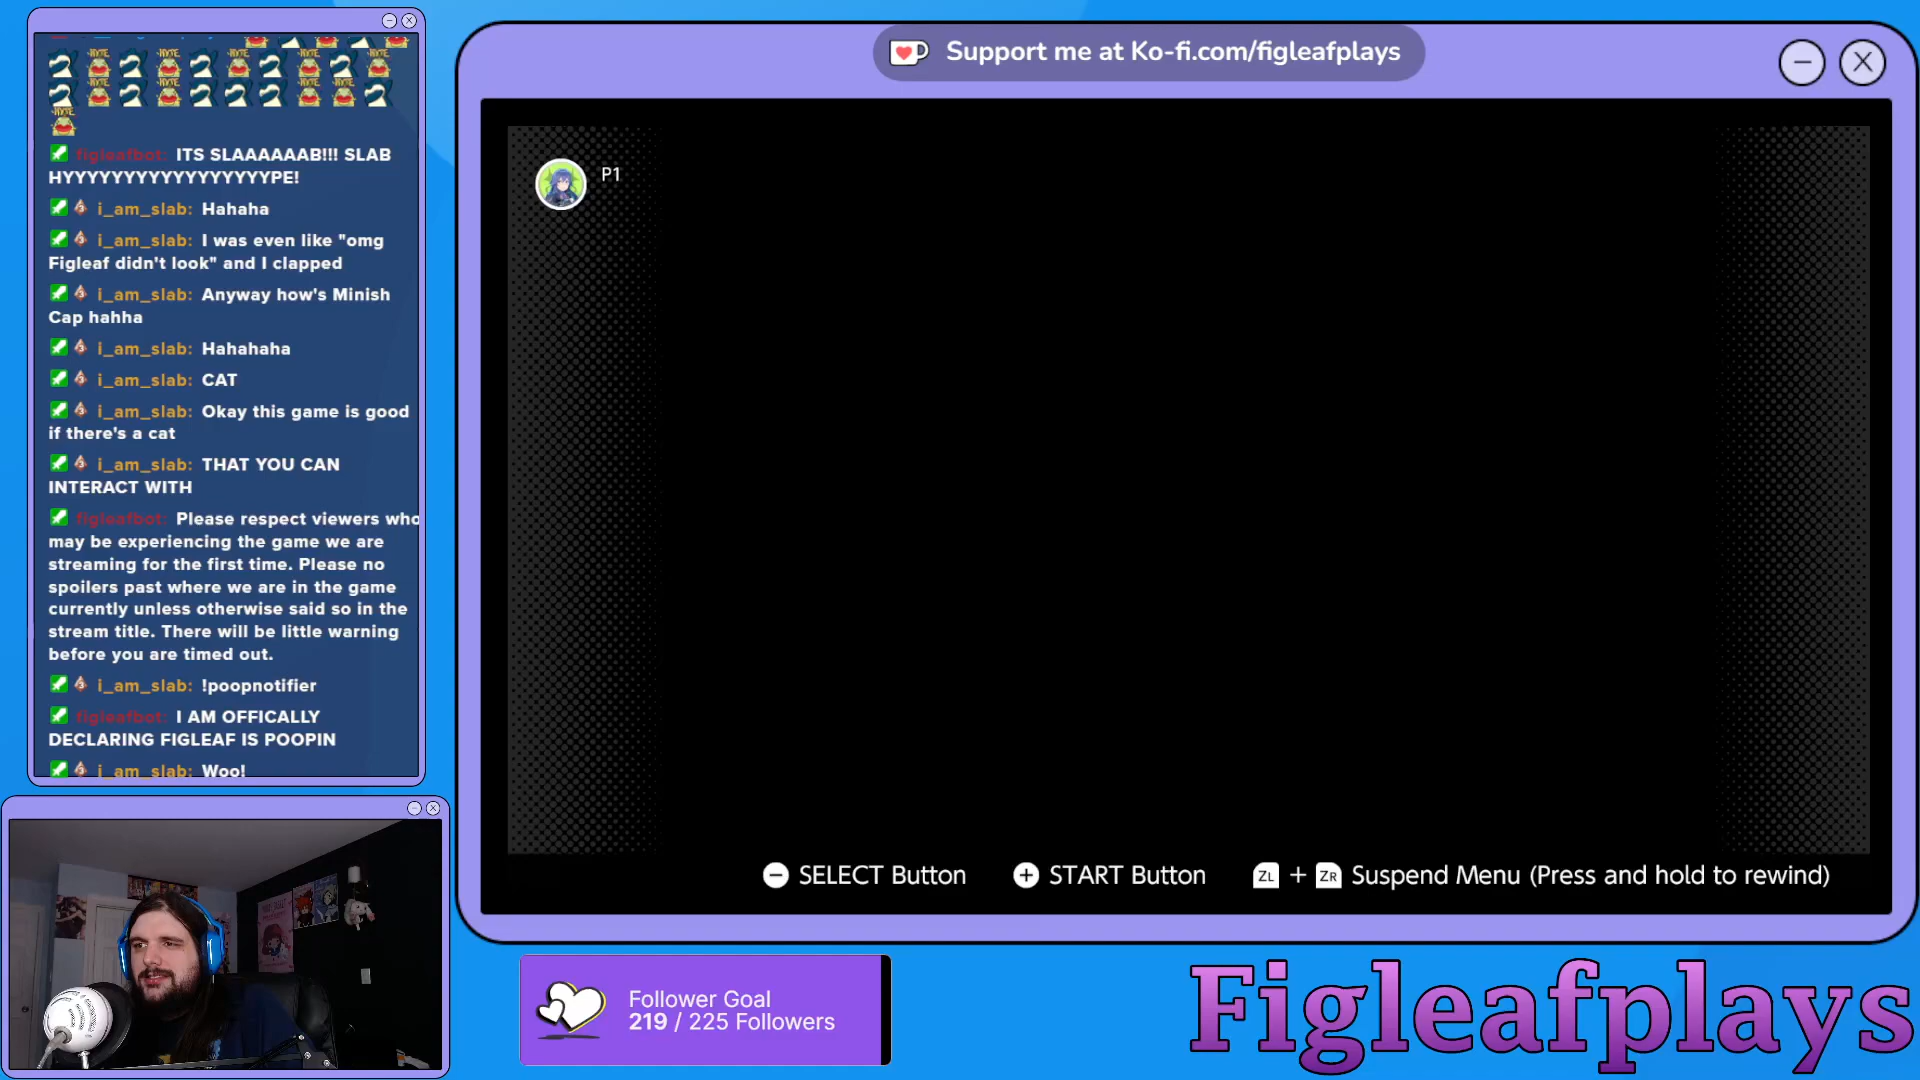 figleafbot: ITS SLAAAAAAB!!! SLAB
HYYYYYYYYYYYYYYYYYPE!
i_am_slab: Hahaha
i_am_slab: I was even like "omg
Figleaf didn't look" and I clapped
i_am_slab: Anyway how's Minish
Cap hahha
i_am_slab: Hahahaha
i_am_slab: CAT
i_am_slab: Okay this game is good
if there's a cat
i_am_slab: THAT YOU CAN
INTERACT WITH
figleafbot: Please respect viewers who
may be experiencing the game we are
streaming for the first time. Please no
spoilers past where we are in the game
currently unless otherwise said so in the
stream title. There will be little warning
before you are timed out.
i_am_slab: !poopnotifier
figleafbot: I AM OFFICALLY
DECLARING FIGLEAF IS POOPIN
i_am_slab: Woo!
Support me at Ko-fi.com/figleafplays
P1
SELECT Button
START Button
ZL + ZR Suspend Menu (Press and hold to rewind)
Follower Goal
219 / 225 Followers
Figleafplays